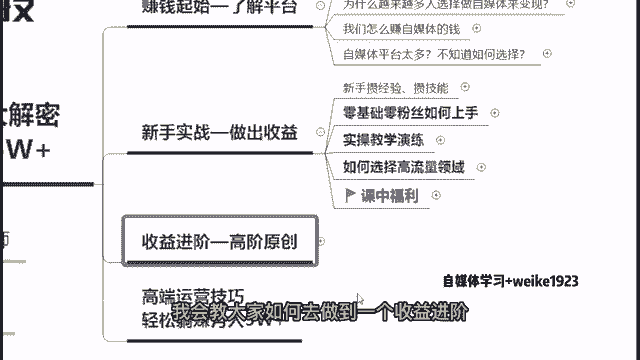 赚钱起始—了解平台
为什么越来越多人选择做自媒体来变现?
我们怎么赚自媒体的钱
自媒体平台太多?不知道如何选择?
解密
W+
新手实战—做出收益
新手攒经验、攒技能
零基础零粉丝如何上手
实操教学演练
如何选择高流量领域
课中福利
收益进阶—高阶原创
自媒体学习+weike1923
高端运营技巧
我会教大家如何去做到一个收益进阶